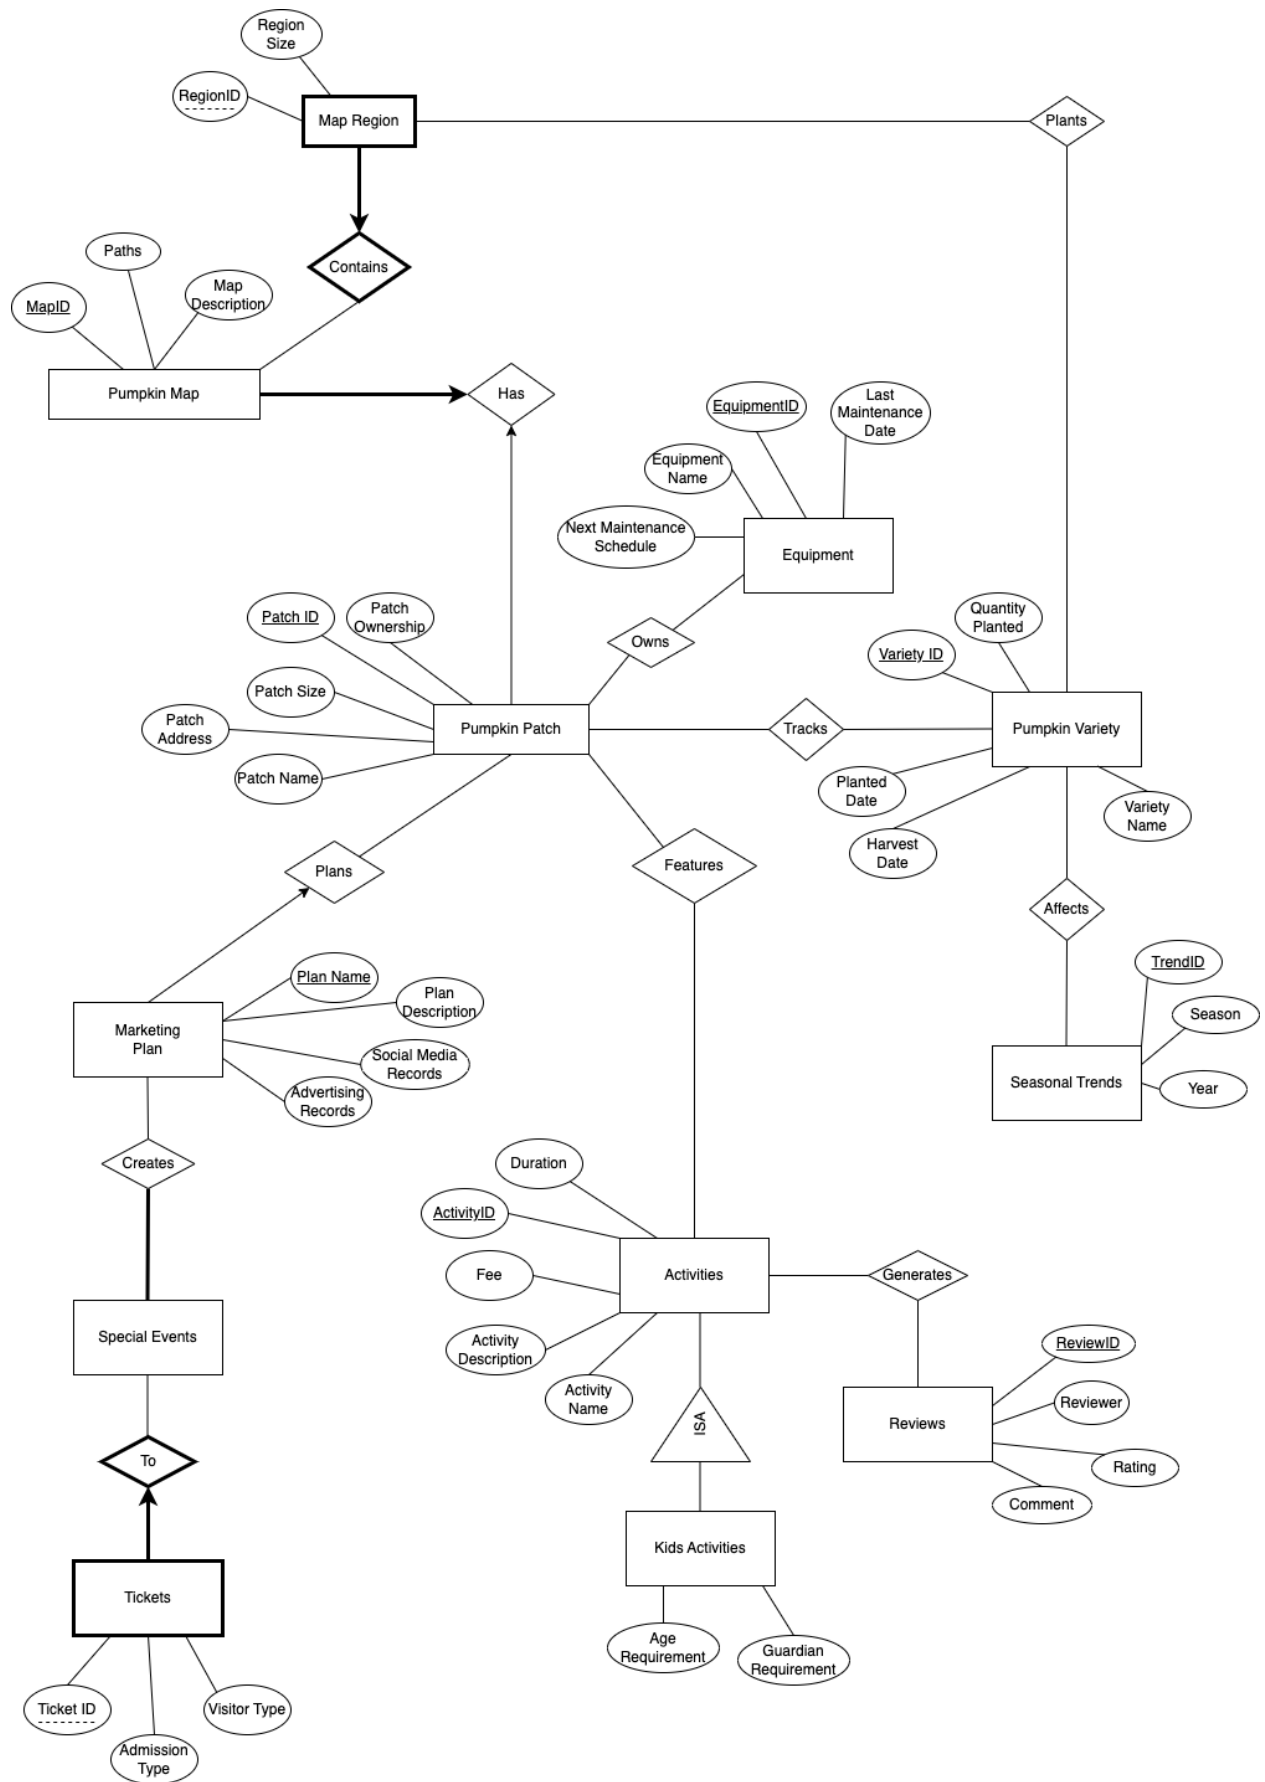 Region
Size
RegionID
Map Region
Plants
Paths
Contains
Map
Description
MapID
Pumpkin Map
Has
EquipmentID
Last
Maintenance
Date
Equipment
Name
Next Maintenance
Schedule
Equipment
Patch ID
Patch
Ownership
Owns
Quantity
Planted
Variety ID
Patch Size
Patch
Address
Pumpkin Patch
Tracks
Pumpkin Variety
Patch Name
Planted
Date
Variety
Name
Harvest
Date
Plans
Features
Affects
Plan Name
Plan
Description
TrendID
Season
Marketing
Plan
Social Media
Records
Seasonal Trends
Year
Advertising
Records
Creates
Duration
ActivityID
Fee
Activities
Generates
Special Events
Activity
Description
Activity
Name
ReviewID
Reviewer
ISA
Reviews
To
Rating
Comment
Kids Activities
Tickets
Age
Requirement
Guardian
Requirement
Ticket ID
Visitor Type
Admission
Type